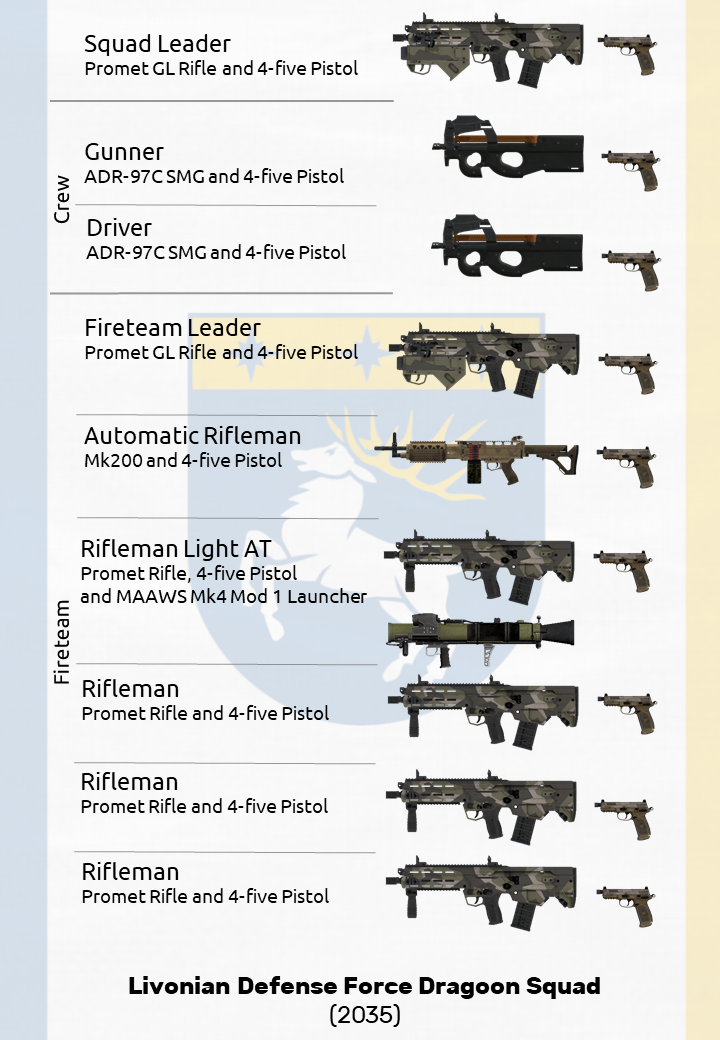 Squad Leader
Promet GL Rifle and 4-five Pistol
Crew
Gunner
ADR-97C SMG and 4-five Pistol
Driver
ADR-97C SMG and 4-five Pistol
Fireteam
Fireteam Leader
Promet GL Rifle and 4-five Pistol
Automatic Rifleman
Mk200 and 4-five Pistol
Rifleman Light AT
Promet Rifle, 4-five Pistol
and MAAWS Mk4 Mod 1 Launcher
Rifleman
Promet Rifle and 4-five Pistol
Rifleman
Promet Rifle and 4-five Pistol
Rifleman
Promet Rifle and 4-five Pistol
Livonian Defense Force Dragoon Squad
(2035)